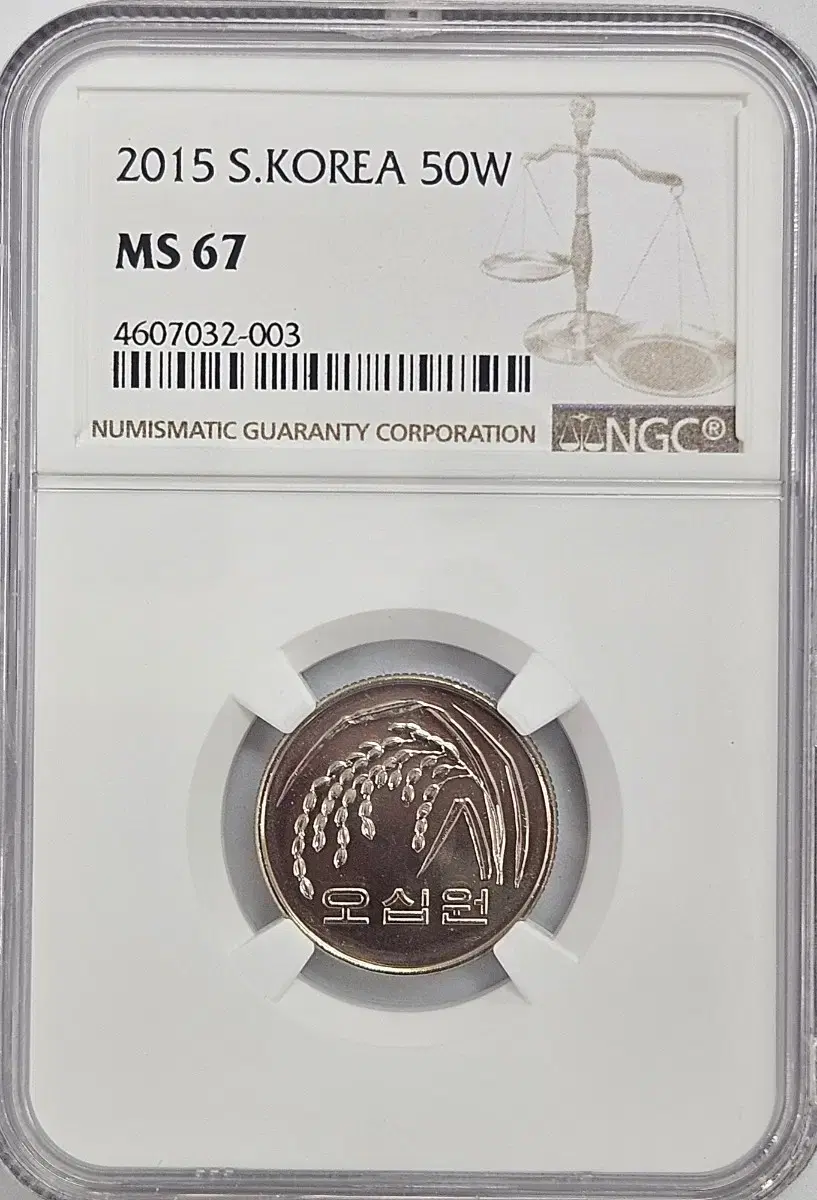 2015 S.KOREA 50W
MS 67
4607032-003
NUMISMATIC GUARANTY CORPORATION
NGC®
오십원